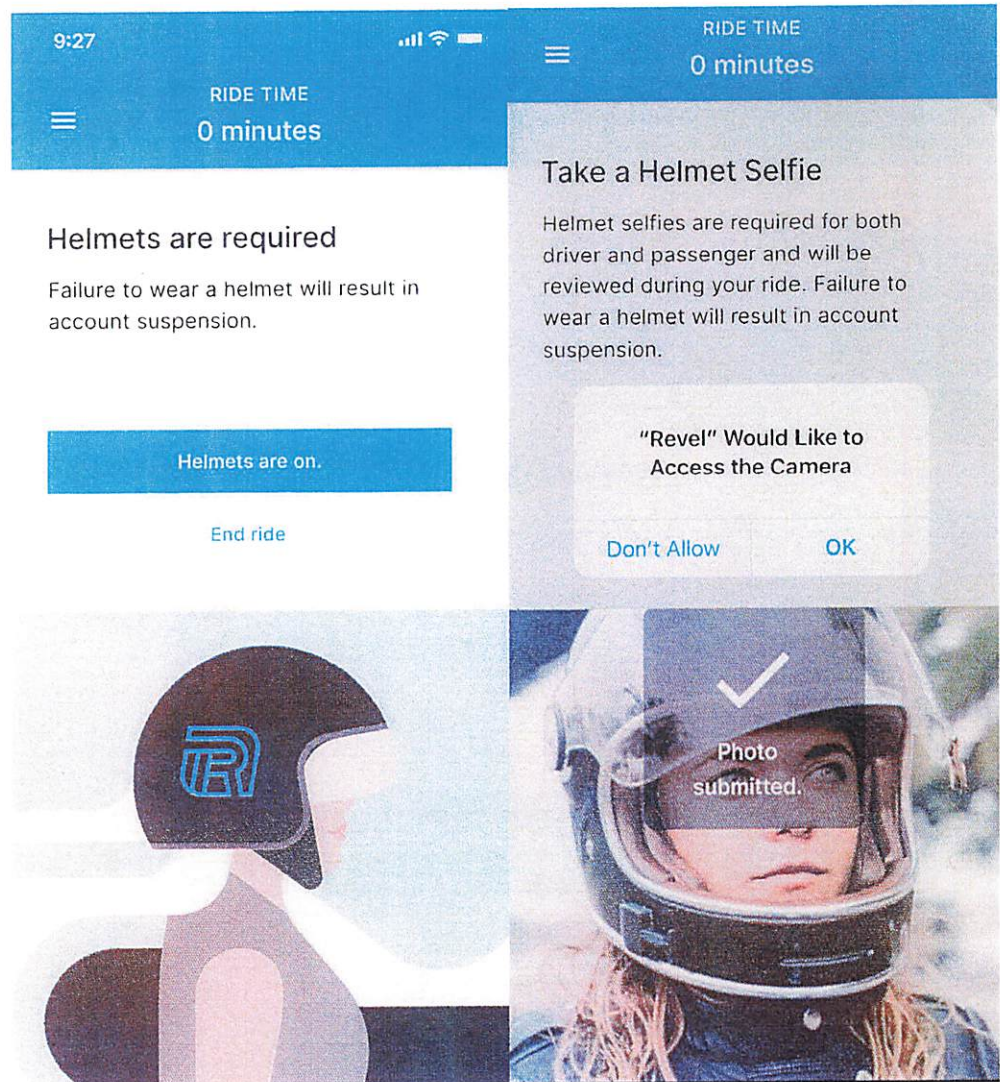 9:27
RIDE TIME
0 minutes
Helmets are required
Failure to wear a helmet will result in
account suspension.
Helmets are on.
End ride
R
RIDE TIME
0 minutes
Take a Helmet Selfie
Helmet selfies are required for both
driver and passenger and will be
reviewed during your ride. Failure to
wear a helmet will result in account
suspension.
"Revel" Would Like to
Access the Camera
Don't Allow
OK
Photo
submitted.